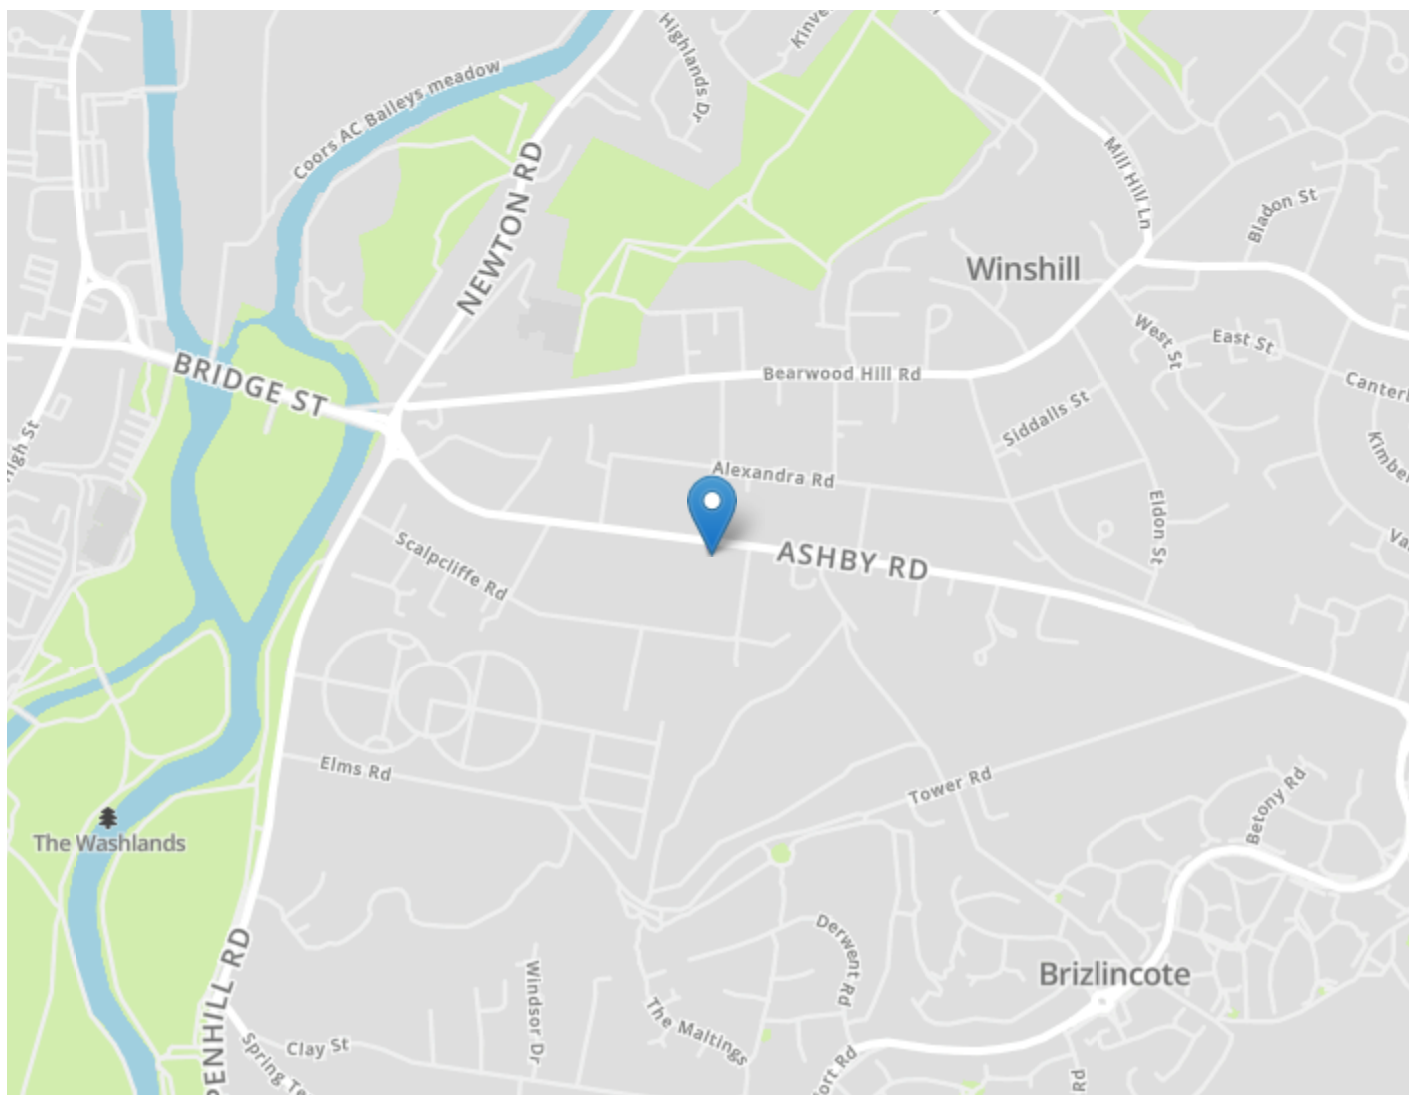 Highlands Dr
Coors AC Baileys meadow
NEWTON RD
Mill Hill Ln
Bladon St
Winshill
BRIDGE ST
West St
East St
Bearwood Hill Rd
Siddalls St
Alexandra Rd
Eldon St
Scalpcliffe Rd
ASHBY RD
Elms Rd
Tower Rd
Betony Rd
The Washlands
Derwent Rd
Brizlincote
Windsor Dr
The Maltings
Clay St
Rd